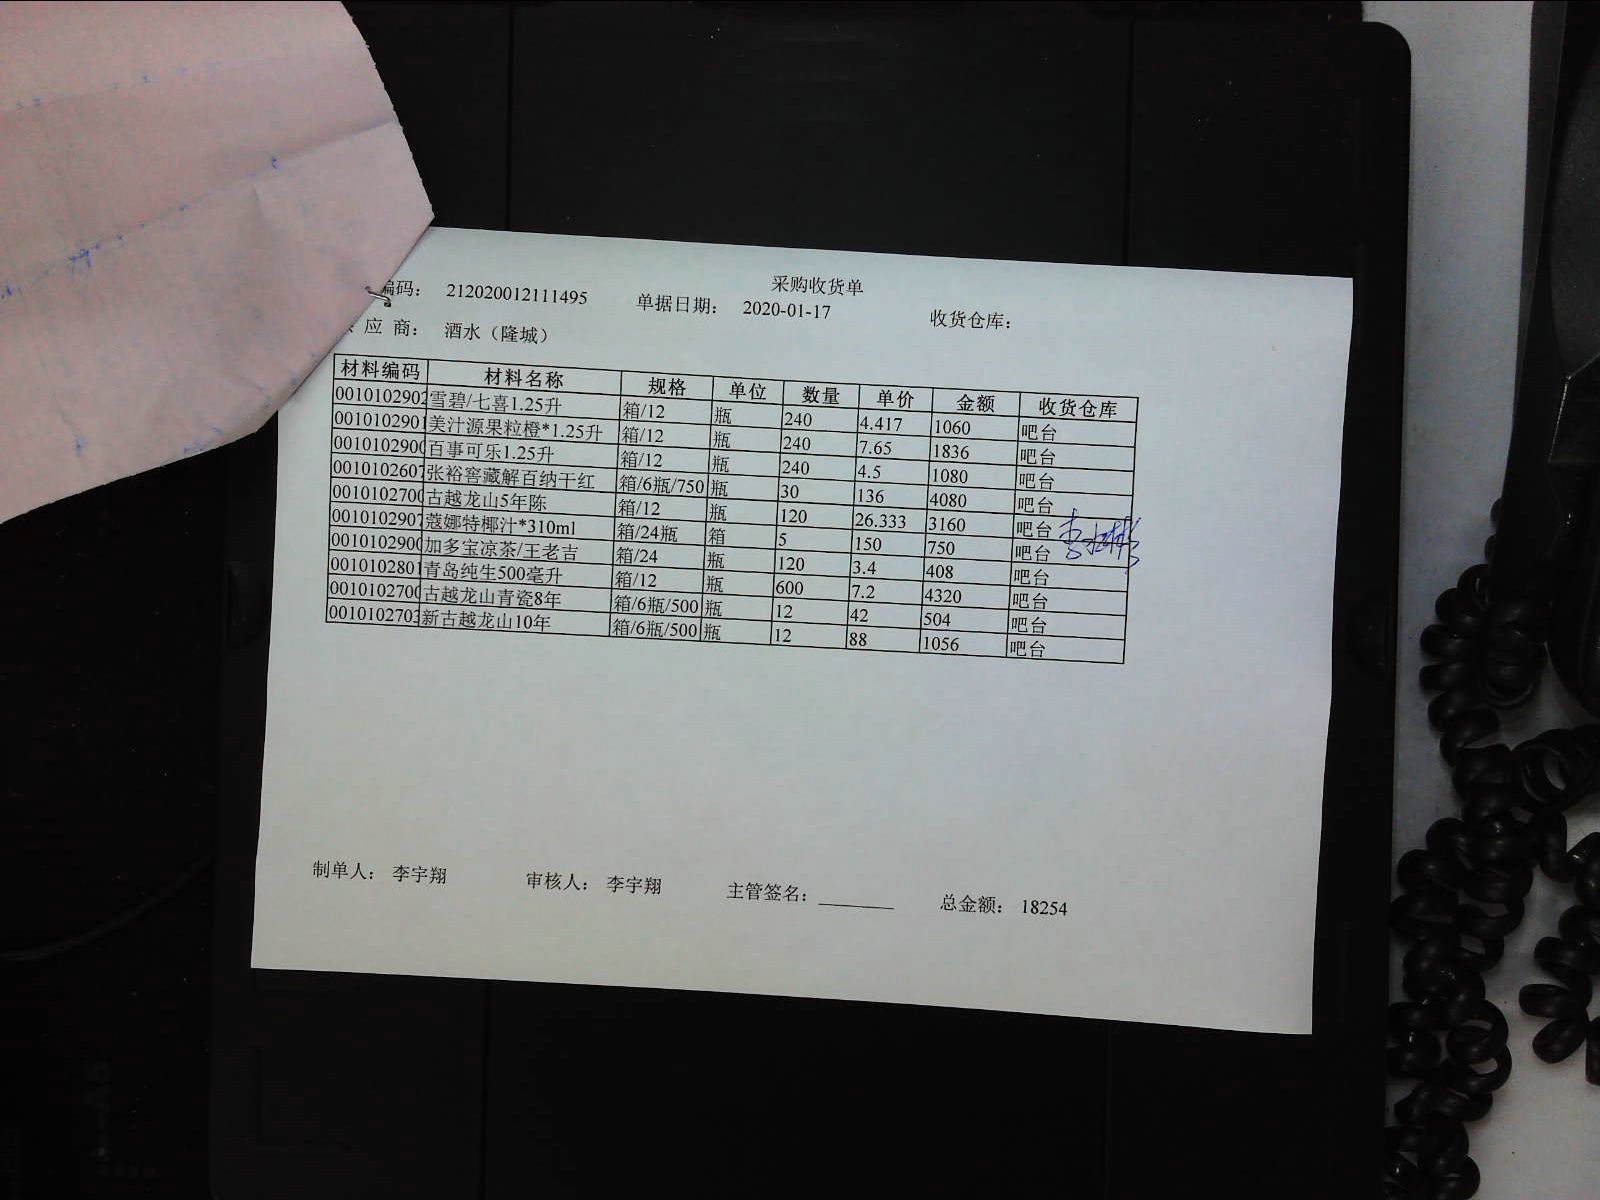 采购收货单
编码： 212020012111495 单据日期： 2020-01-17 收货仓库：
应 商： 酒水（隆城）
材料编码 材料名称 规格 单位 数量 单价 金额 收货仓库
0010102902 雪碧/七喜1.25升 箱/12 瓶 240 4.417 1060 吧台
0010102901 美汁源果粒橙*1.25升 箱/12 瓶 240 7.65 1836 吧台
0010102900 百事可乐1.25升 箱/12 瓶 240 4.5 1080 吧台
0010102607 张裕窖藏解百纳干红 箱/6瓶/750 瓶 30 136 4080 吧台
0010102700 古越龙山5年陈 箱/12 瓶 120 26.333 3160 吧台
0010102907 蔻娜特椰汁*310ml 箱/24瓶 箱 5 150 750 吧台
0010102900 加多宝凉茶/王老吉 箱/24 瓶 120 3.4 408 吧台
0010102801 青岛纯生500毫升 箱/12 瓶 600 7.2 4320 吧台
0010102700 古越龙山青瓷8年 箱/6瓶/500 瓶 12 42 504 吧台
0010102703 新古越龙山10年 箱/6瓶/500 瓶 12 88 1056 吧台
制单人： 李宇翔 审核人： 李宇翔 主管签名：________ 总金额： 18254